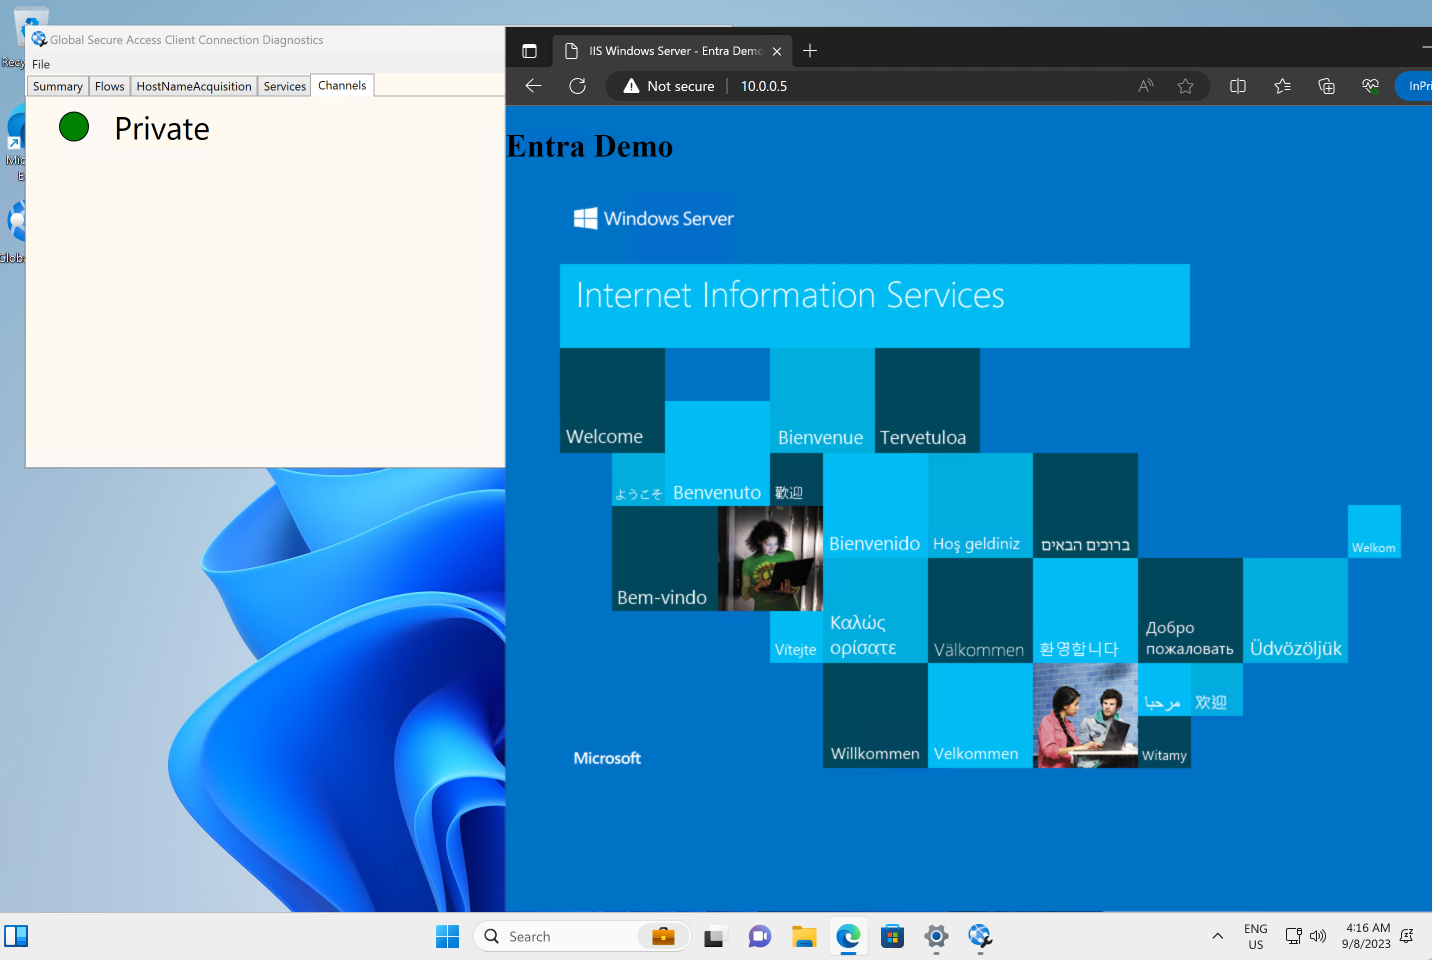 Global Secure Access Client Connection Diagnostics
File
Summary Flows HostNameAcquisition Services Channels
Private
IIS Windows Server - Entra Demo
Not secure 10.0.0.5
InPri
Entra Demo
Windows Server
Internet Information Services
Welcome
Bienvenue
Tervetuloa
ようこそ
Benvenuto
歡迎
Bienvenido
Hoş geldiniz
ברוכים הבאים
Welkom
Bem-vindo
Vítejte
Καλώς
ορίσατε
Välkommen
환영합니다
Добро
пожаловать
Üdvözöljük
Willkommen
Velkommen
مرحبا
欢迎
Witamy
Microsoft
Search
ENG
US
4:16 AM
9/8/2023